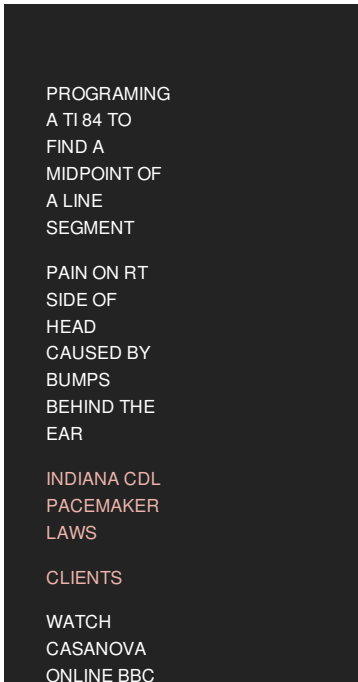 PROGRAMING
A TI 84 TO
FIND A
MIDPOINT OF
A LINE
SEGMENT
PAIN ON RT
SIDE OF
HEAD
CAUSED BY
BUMPS
BEHIND THE
EAR
INDIANA CDL
PACEMAKER
LAWS
CLIENTS
WATCH
CASANOVA
ONLINE BBC